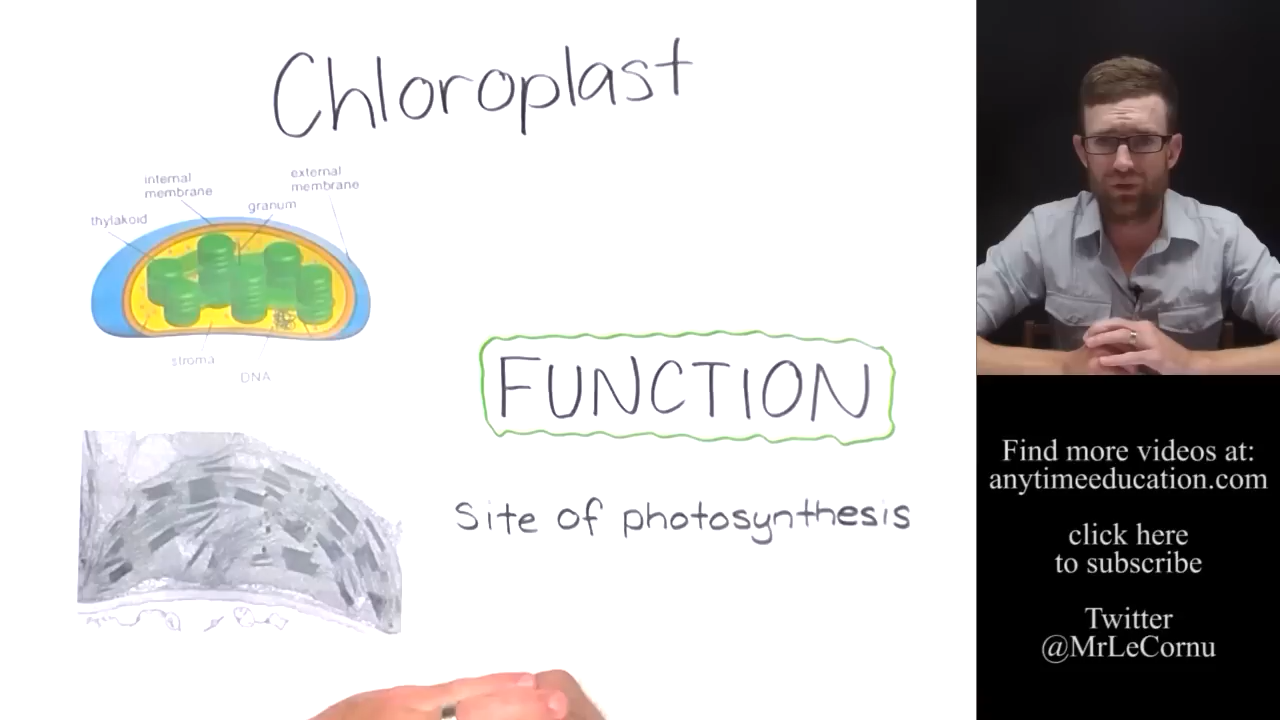 Chloroplast
internal
membrane
external
membrane
thylakoid
granum
stroma
DNA
FUNCTION
Site of photosynthesis
Find more videos at:
anytimeeducation.com
click here
to subscribe
Twitter
@MrLeCornu